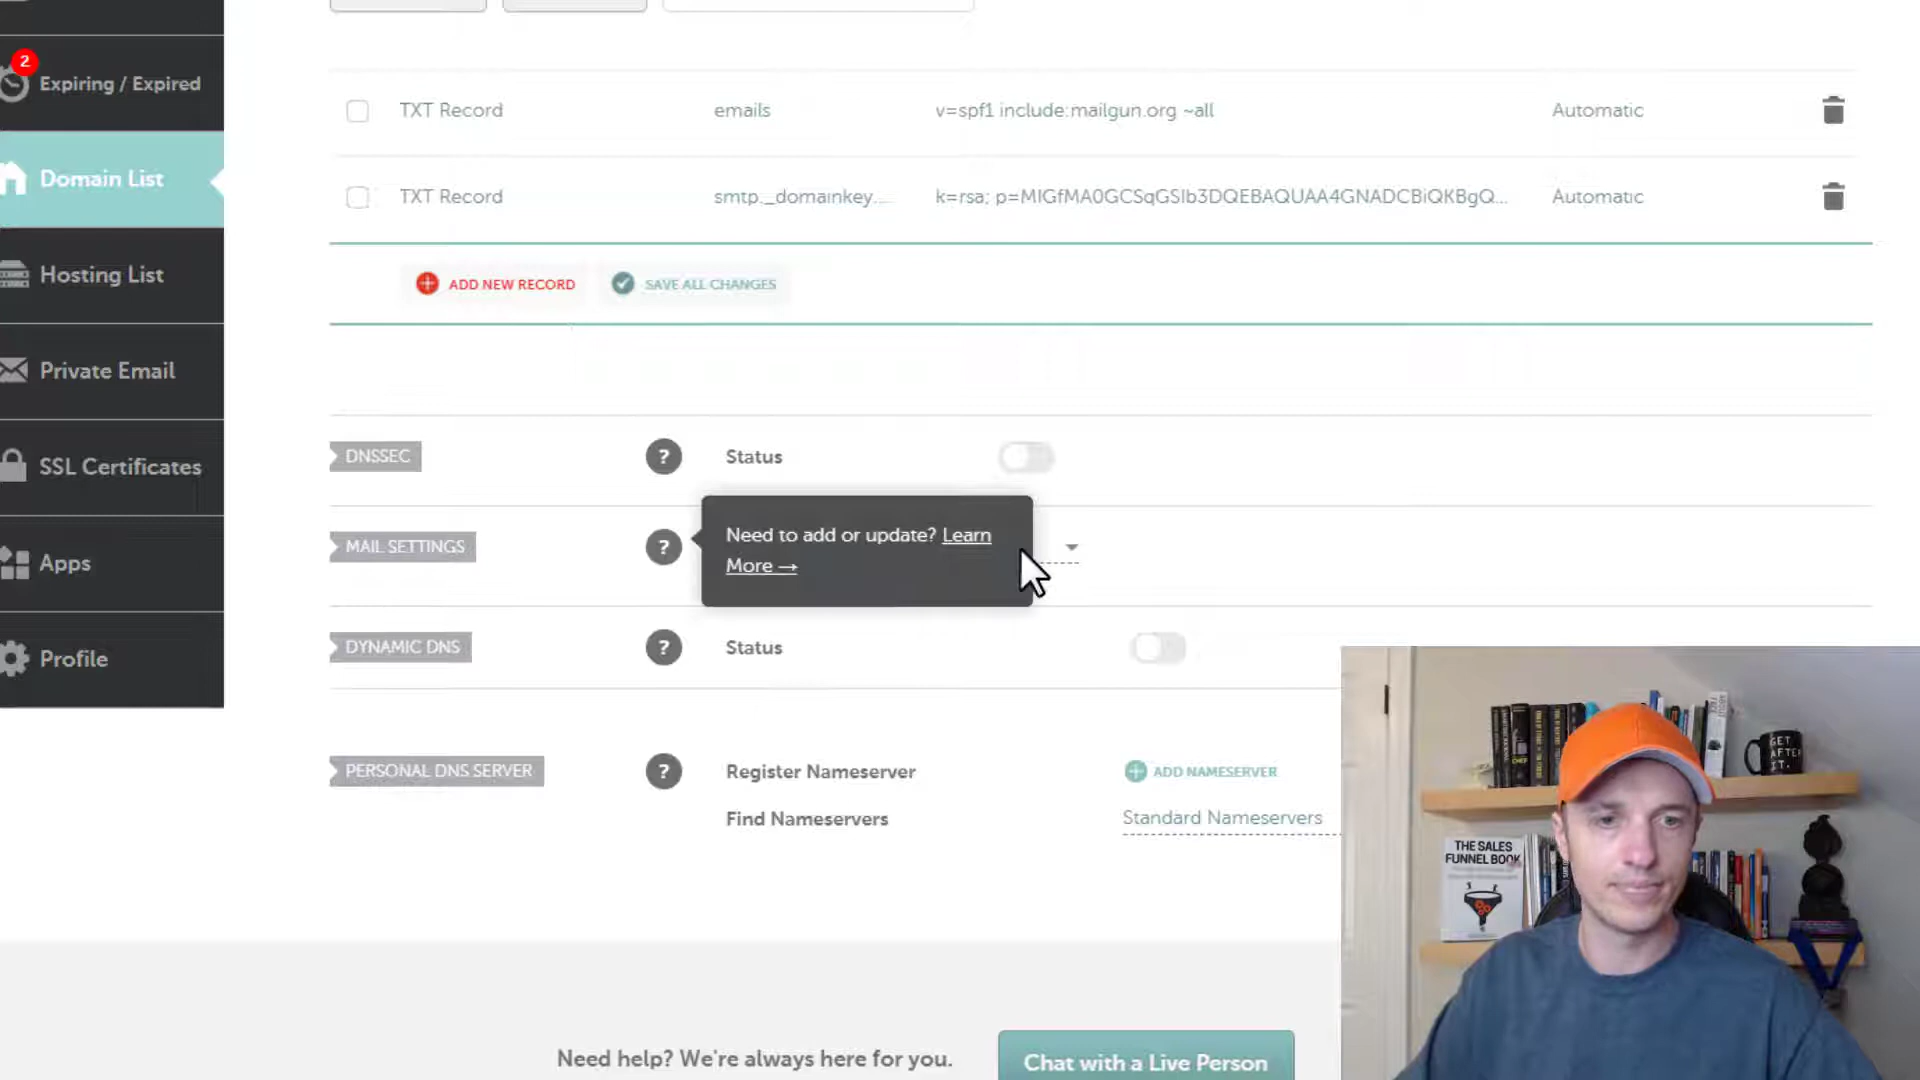 2
Expiring / Expired
Domain List
Hosting List
Private Email
SSL Certificates
Apps
Profile
TXT Record emails v=spf1 include:mailgun.org ~all Automatic
TXT Record smtp._domainkey.... k=rsa; p=MIGfMA0GCSqGSIb3DQEBAQUAA4GNADCBiQKBgQ... Automatic
ADD NEW RECORD SAVE ALL CHANGES
DNSSEC ? Status
MAIL SETTINGS ? Need to add or update? Learn
More →
DYNAMIC DNS ? Status
PERSONAL DNS SERVER ? Register Nameserver ADD NAMESERVER
Find Nameservers Standard Nameservers
Need help? We're always here for you. Chat with a Live Person
GET
AFTER
IT.
THE SALES
FUNNEL BOOK